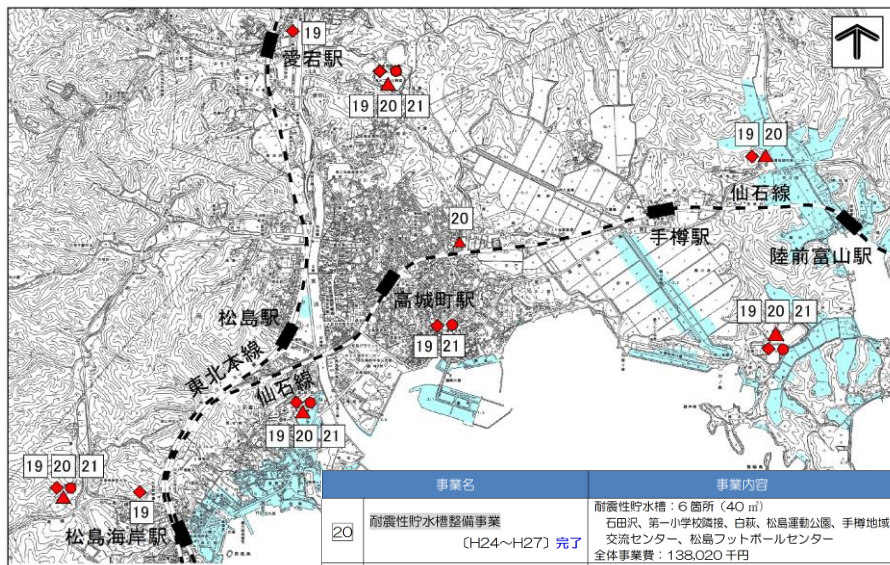 19
愛宕駅
19 20 21
19 20
仙石線
20
手樽駅
陸前富山駅
高城町駅
松島駅
19 21
19 20 21
東北本線
仙石線
19 20 21
19 20 21
19
松島海岸駅
事業名
事業内容
20
耐震性貯水槽整備事業
〔H24~H27〕完了
耐震性貯水槽:6箇所(40㎥)
石田沢、第一小学校隣接、白萩、松島運動公園、手樽地域
交流センター、松島フットボールセンター
全体事業費:138,020千円